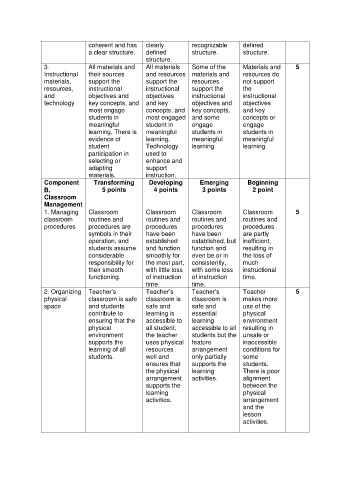 coherent and has
a clear structure.
clearly
defined
structure.
recognizable
structure.
defined
structure.
3.
Instructional
materials,
resources,
and
technology
All materials and
their sources
support the
instructional
objectives and
key concepts, and
most engage
students in
meaningful
learning. There is
evidence of
student
participation in
selecting or
adapting
materials.
All materials
and resources
support the
instructional
objectives
and key
concepts, and
most engaged
student in
meaningful
learning.
Technology
used to
enhance and
support
instruction.
Some of the
materials and
resources
support the
instructional
objectives and
key concepts,
and some
engage
students in
meaningful
learning
Materials and
resources do
not support
the
instructional
objectives
and key
concepts or
engage
students in
meaningful
learning.
5
Component
B.
Classroom
Management
Transforming
5 points
Developing
4 points
Emerging
3 points
Beginning
2 point
1. Managing
classroom
procedures
Classroom
routines and
procedures are
symbols in their
operation, and
students assume
considerable
responsibility for
their smooth
functioning.
Classroom
routines and
procedures
have been
established
and function
smoothly for
the most part,
with little loss
of instruction
time.
Classroom
routines and
procedures
have been
established, but
function and
even be or in
consistently,
with some loss
of instruction
time.
Classroom
routines and
procedures
are partly
inefficient,
resulting in
the loss of
much
instructional
time.
5
2. Organizing
physical
space
Teacher's
classroom is safe
and students
contribute to
ensuring that the
physical
environment
supports the
learning of all
students.
Teacher's
classroom is
safe and
learning is
accessible to
all student;
the teacher
uses physical
resources
well and
ensures that
the physical
arrangement
supports the
learning
activities.
Teacher's
classroom is
safe and
essential
learning
accessible to all
students but the
feature
arrangement
only partially
supports the
learning
activities.
Teacher
makes more
use of the
physical
environment
resulting in
unsafe or
inaccessible
conditions for
some
students.
There is poor
alignment
between the
physical
arrangement
and the
lesson
activities.
5